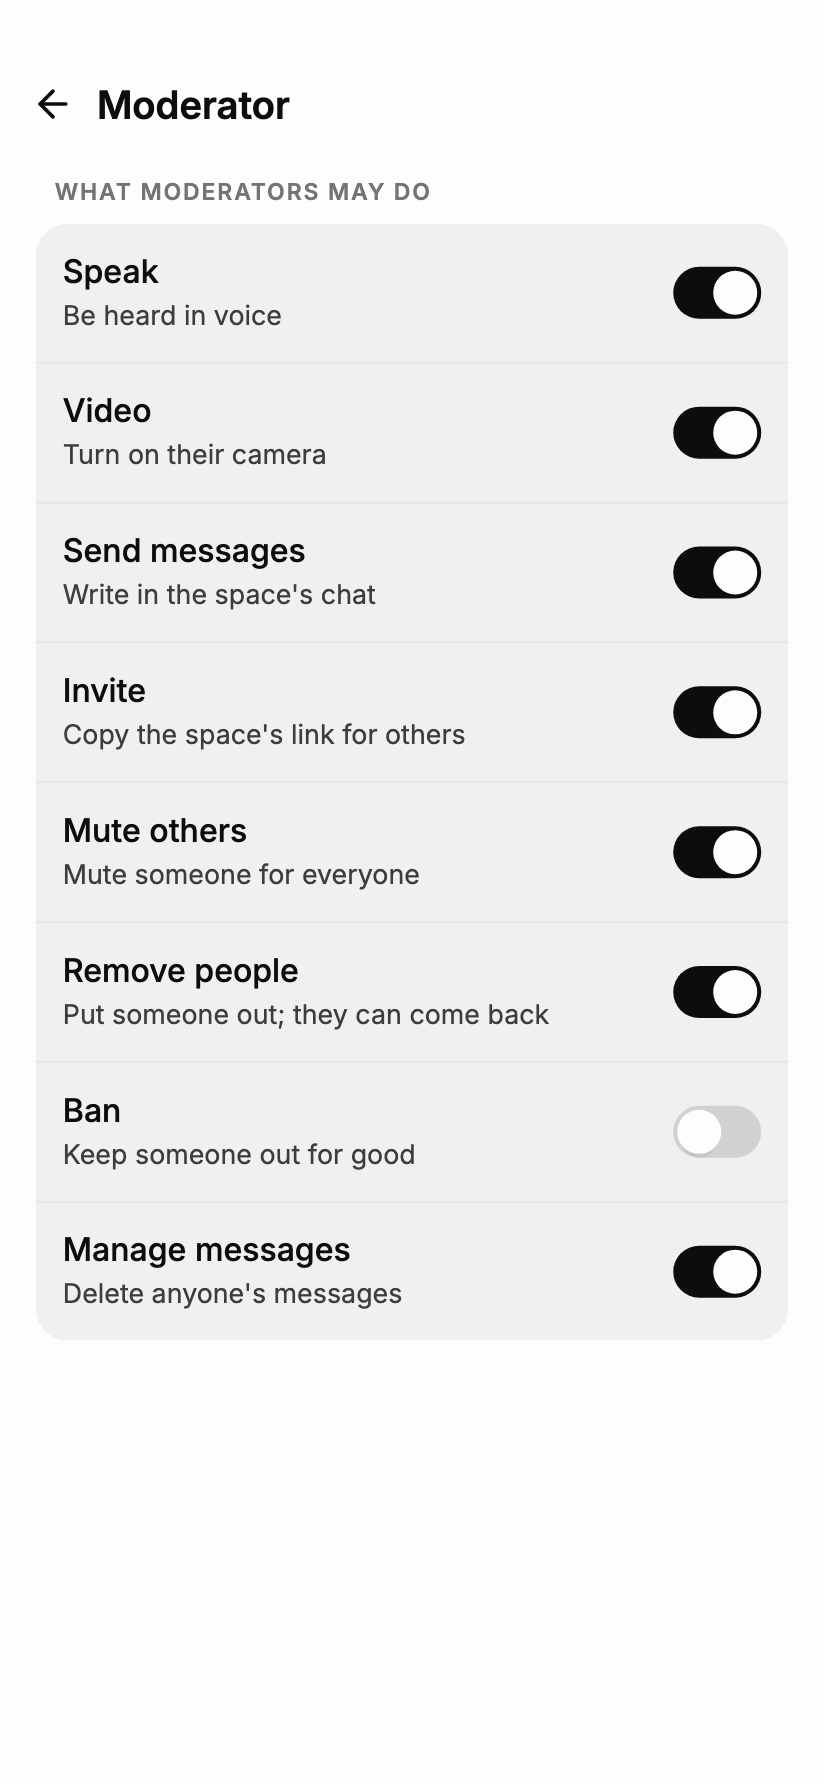 Moderator
WHAT MODERATORS MAY DO
Speak
Be heard in voice
Video
Turn on their camera
Send messages
Write in the space's chat
Invite
Copy the space's link for others
Mute others
Mute someone for everyone
Remove people
Put someone out; they can come back
Ban
Keep someone out for good
Manage messages
Delete anyone's messages